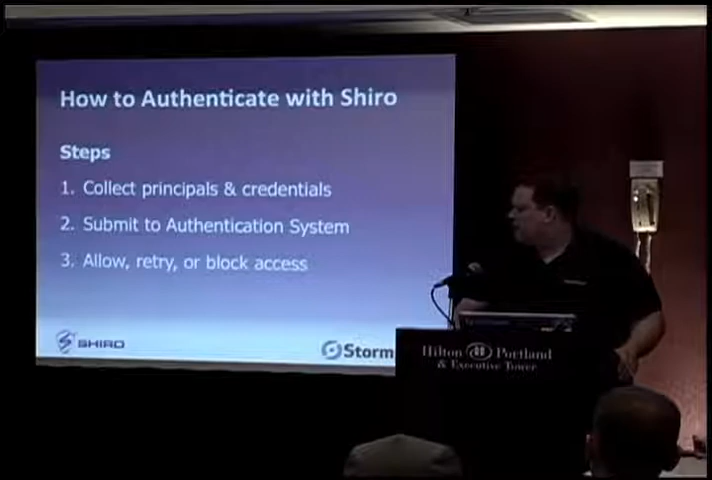 How to Authenticate with Shiro
Steps
1. Collect principals & credentials
2. Submit to Authentication System
3. Allow, retry, or block access
SHIRO
Storm
Hilton Portland
& Executive Tower